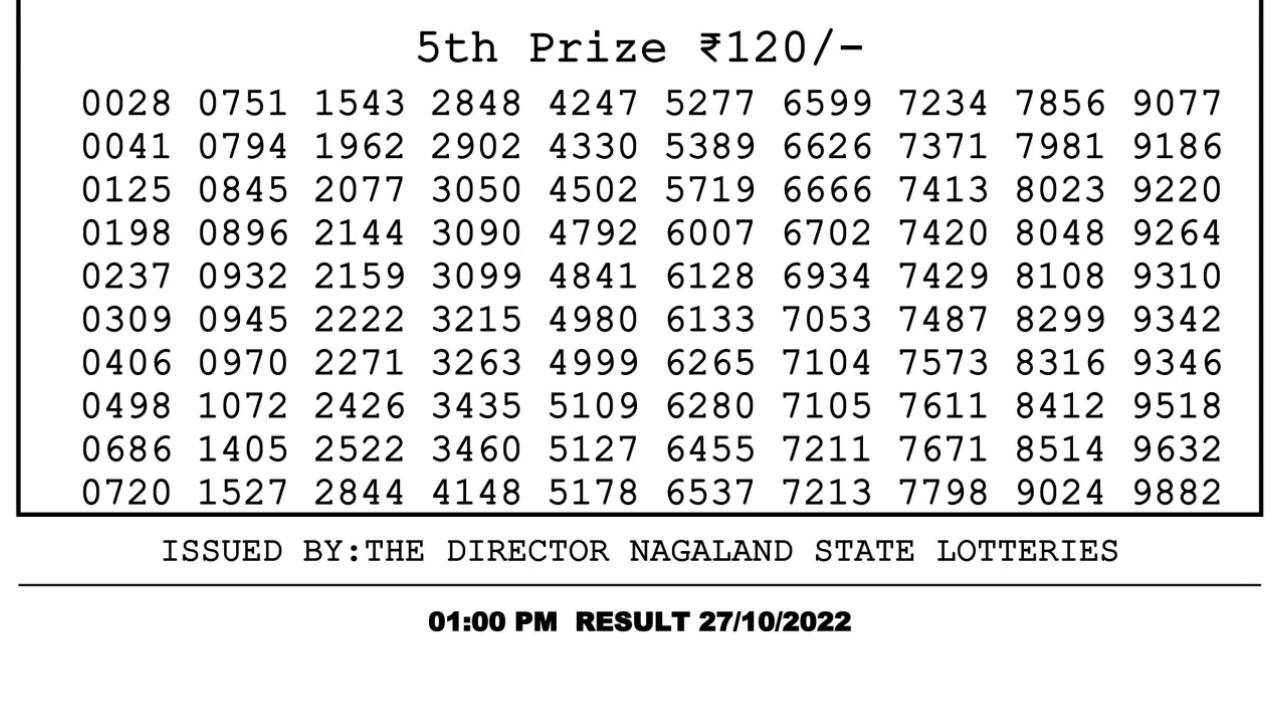 5th Prize ₹120/-
0028 0751 1543 2848 4247 5277 6599 7234 7856 9077
0041 0794 1962 2902 4330 5389 6626 7371 7981 9186
0125 0845 2077 3050 4502 5719 6666 7413 8023 9220
0198 0896 2144 3090 4792 6007 6702 7420 8048 9264
0237 0932 2159 3099 4841 6128 6934 7429 8108 9310
0309 0945 2222 3215 4980 6133 7053 7487 8299 9342
0406 0970 2271 3263 4999 6265 7104 7573 8316 9346
0498 1072 2426 3435 5109 6280 7105 7611 8412 9518
0686 1405 2522 3460 5127 6455 7211 7671 8514 9632
0720 1527 2844 4148 5178 6537 7213 7798 9024 9882
ISSUED BY:THE DIRECTOR NAGALAND STATE LOTTERIES
01:00 PM RESULT 27/10/2022